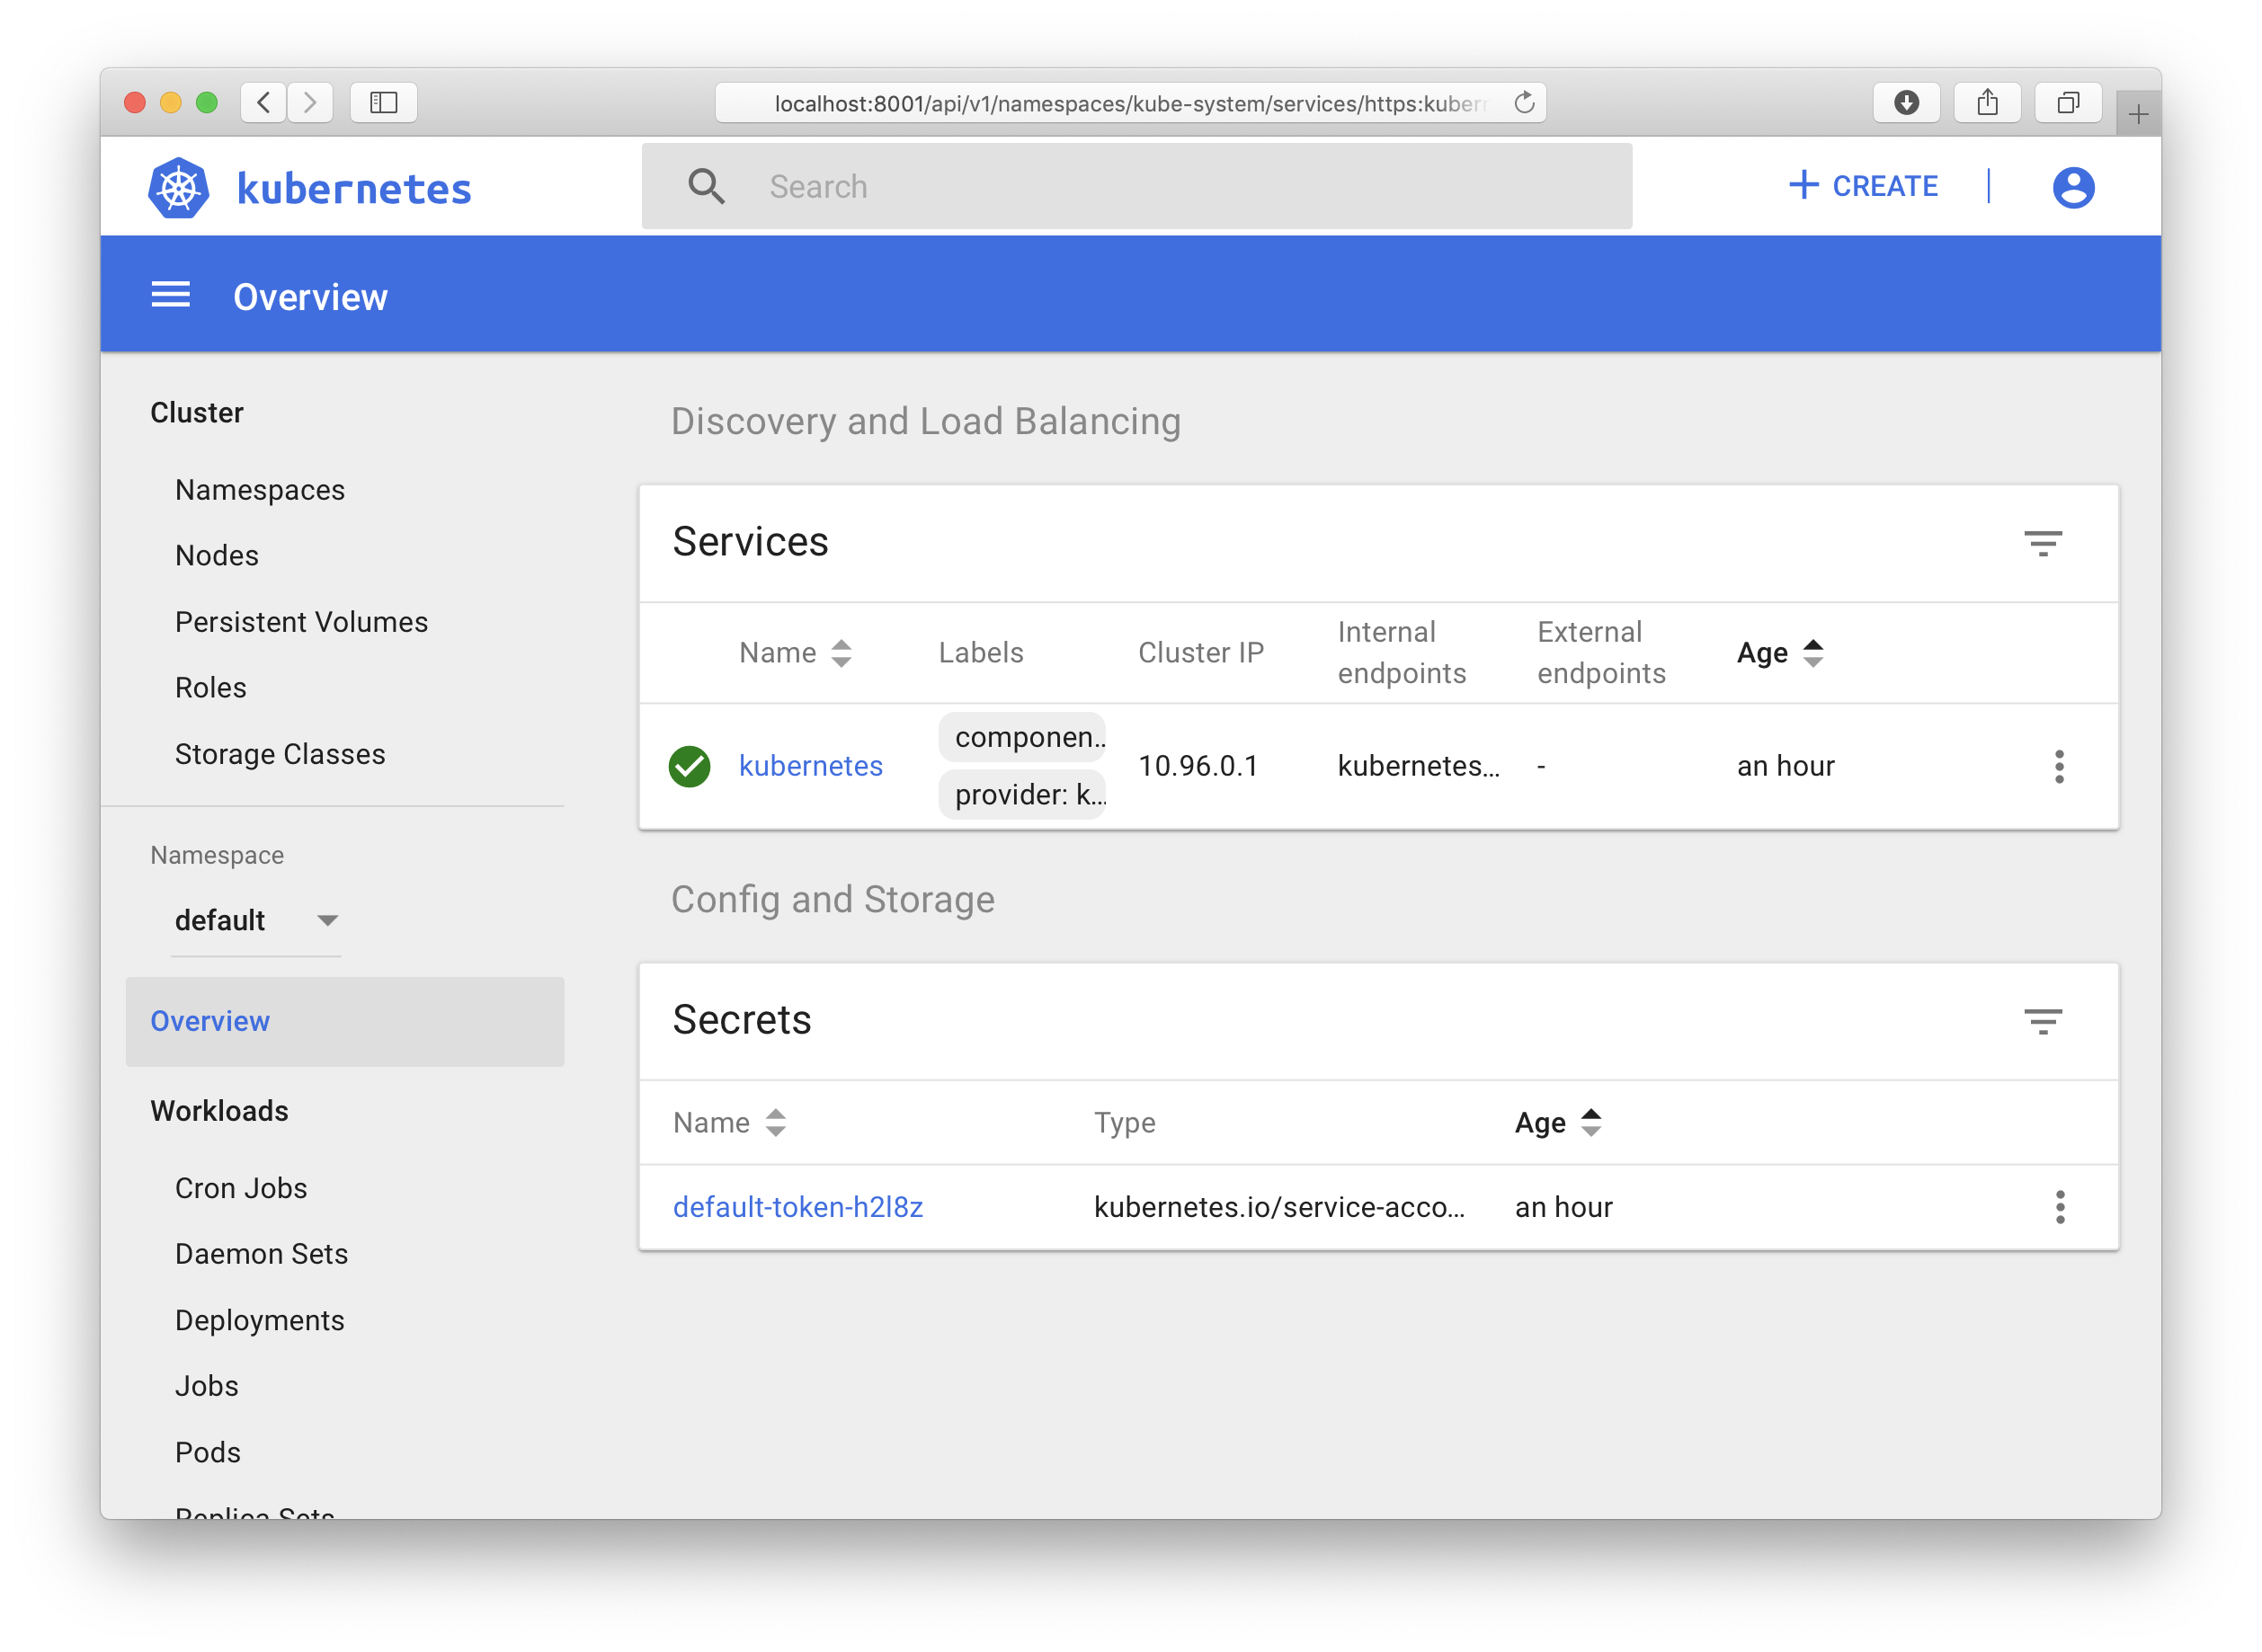 localhost:8001/api/v1/namespaces/kube-system/services/https:kuber
kubernetes
Search
CREATE
Overview
Cluster
Namespaces
Nodes
Persistent Volumes
Roles
Storage Classes
Namespace
default
Overview
Workloads
Cron Jobs
Daemon Sets
Deployments
Jobs
Pods
Replica Sets
Discovery and Load Balancing
Services
Name Labels Cluster IP Internal endpoints External endpoints Age
kubernetes componen… provider: k… 10.96.0.1 kubernetes… - an hour
Config and Storage
Secrets
Name Type Age
default-token-h2l8z kubernetes.io/service-acco… an hour